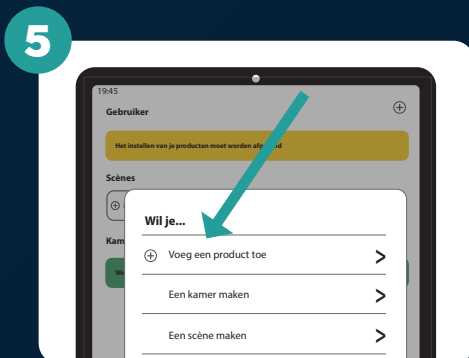 5
19:45
Gebruiker
Het instellen van je producten moet worden
Scènes
Wil je...
Kam
Voeg een product toe
Een kamer maken
Een scène maken